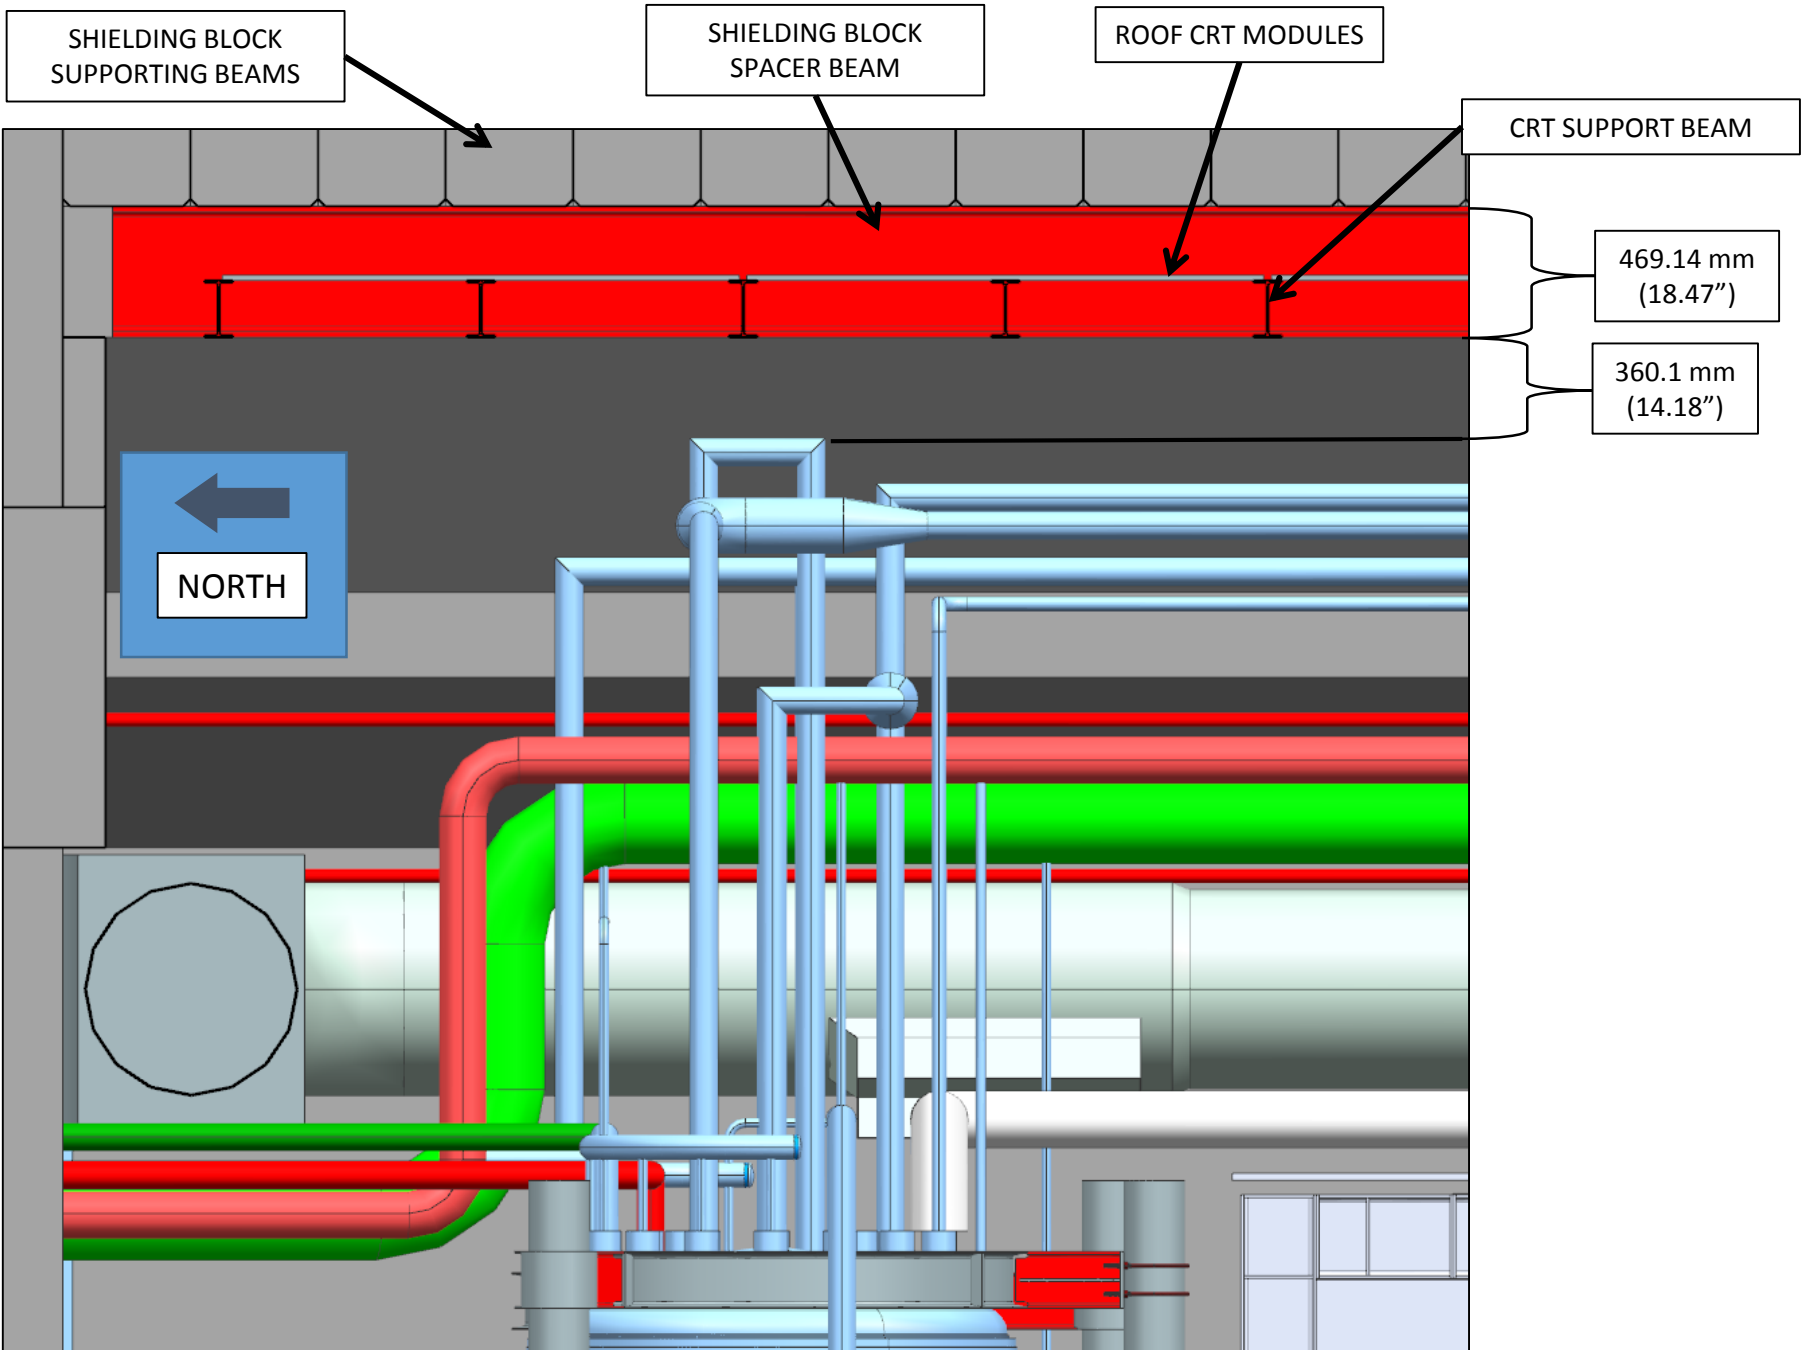 SHIELDING BLOCK
SUPPORTING BEAMS
SHIELDING BLOCK
SPACER BEAM
ROOF CRT MODULES
CRT SUPPORT BEAM
469.14 mm
(18.47”)
360.1 mm
(14.18”)
NORTH